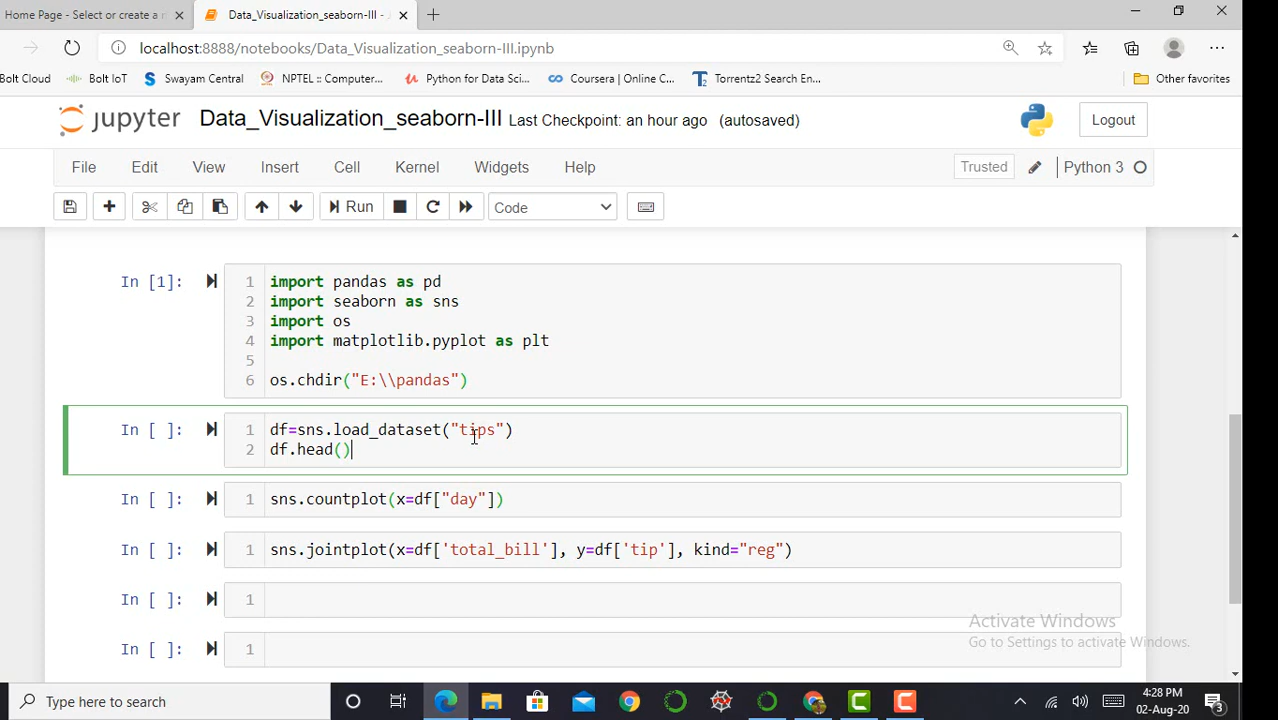 Home Page - Select or create a n
Data_Visualization_seaborn-III -
localhost:8888/notebooks/Data_Visualization_seaborn-III.ipynb
Bolt Cloud Bolt IoT Swayam Central NPTEL :: Computer... Python for Data Sci... Coursera | Online C... Torrentz2 Search En... Other favorites
jupyter Data_Visualization_seaborn-III Last Checkpoint: an hour ago (autosaved) Logout
File Edit View Insert Cell Kernel Widgets Help Trusted Python 3
Run Code
In [1]: 1 import pandas as pd
2 import seaborn as sns
3 import os
4 import matplotlib.pyplot as plt
5
6 os.chdir("E:\\pandas")
In [ ]: 1 df=sns.load_dataset("tips")
2 df.head()
In [ ]: 1 sns.countplot(x=df["day"])
In [ ]: 1 sns.jointplot(x=df['total_bill'], y=df['tip'], kind="reg")
In [ ]: 1
Activate Windows
Go to Settings to activate Windows.
In [ ]: 1
Type here to search
4:28 PM
02-Aug-20
3